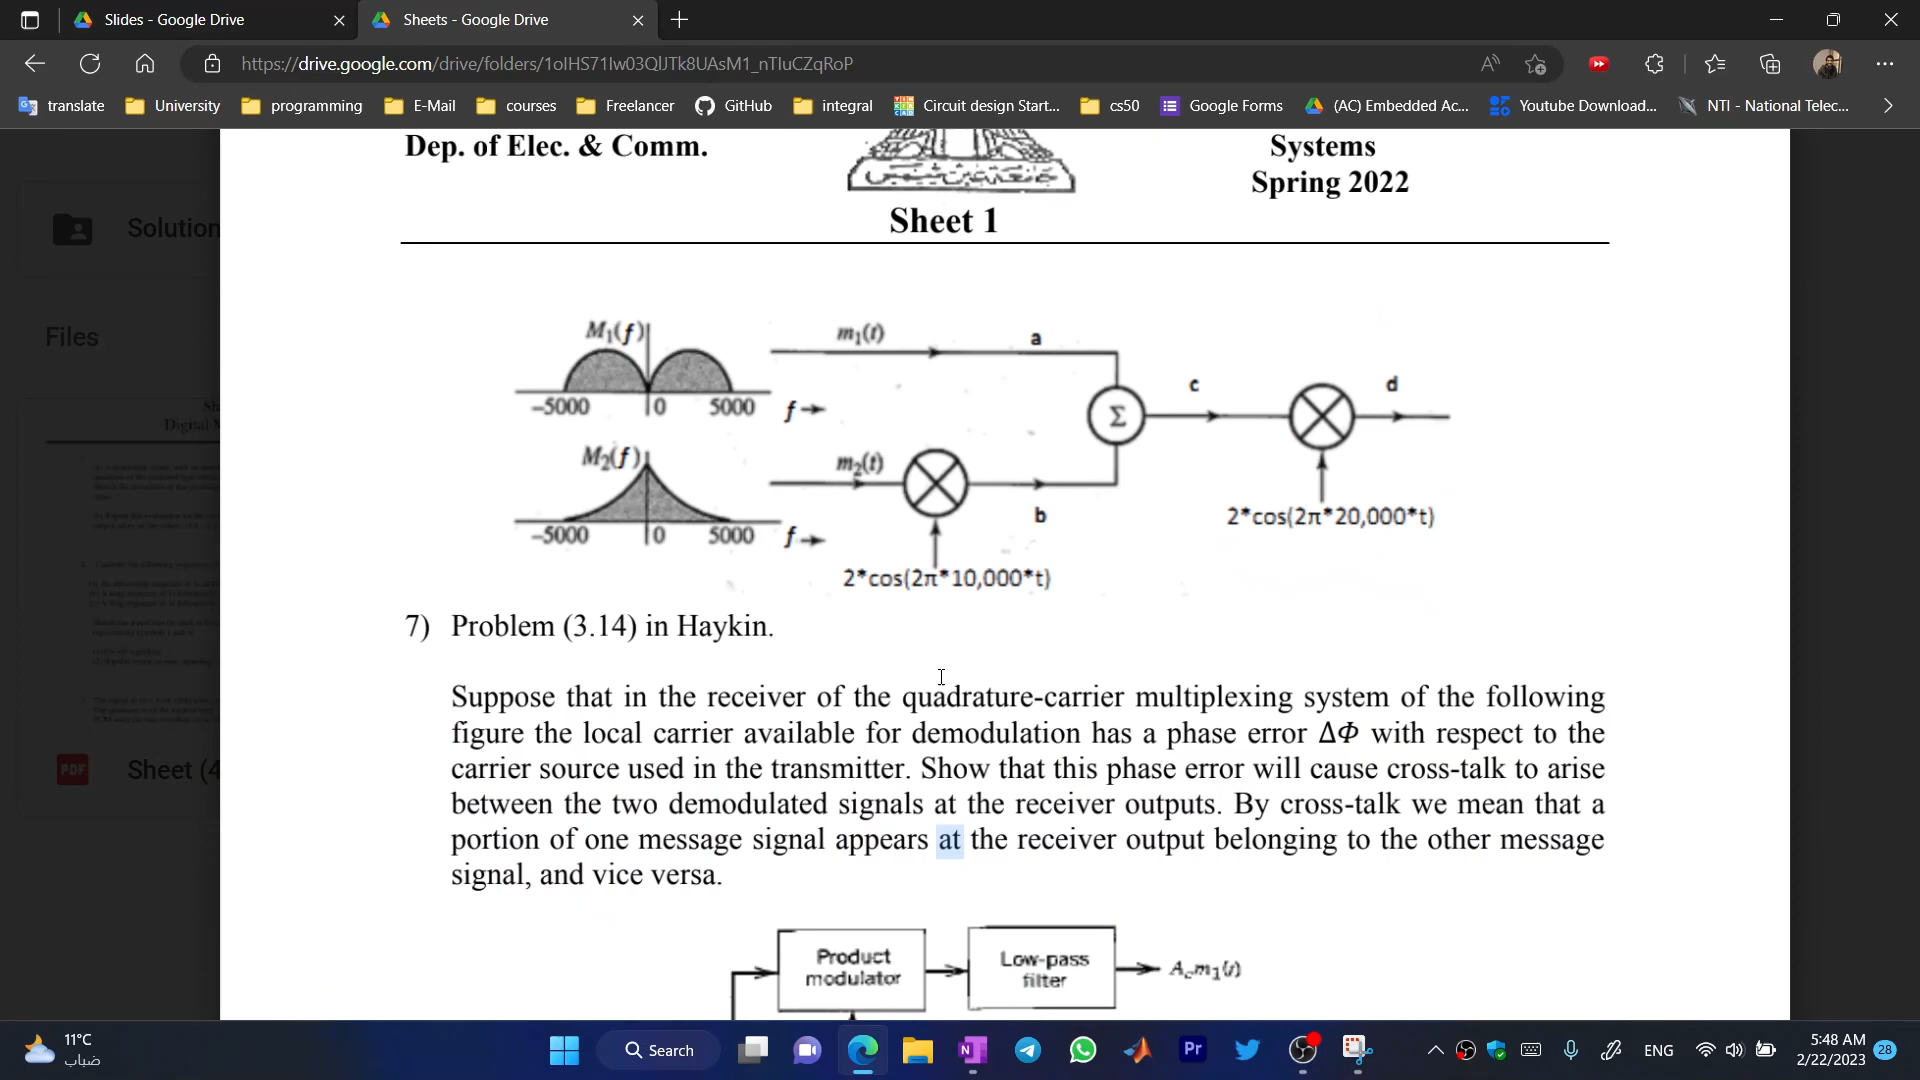 Slides - Google Drive
Sheets - Google Drive
https://drive.google.com/drive/folders/1oIHS71Iw03QlJTk8UAsM1_nTIuCZqRoP
translate University programming E-Mail courses Freelancer GitHub integral Circuit design Start... cs50 Google Forms (AC) Embedded Ac... Youtube Download... NTI - National Telec...
Dep. of Elec. & Comm.
Systems
Spring 2022
Sheet 1
Solution
Files
M₁(f)
-5000 0 5000 f
m₁(t) a
c d
Σ
M₂(f)
-5000 0 5000 f
m₂(t)
b
2*cos(2π*20,000*t)
2*cos(2π*10,000*t)
7) Problem (3.14) in Haykin.
Suppose that in the receiver of the quadrature-carrier multiplexing system of the following
figure the local carrier available for demodulation has a phase error ΔΦ with respect to the
carrier source used in the transmitter. Show that this phase error will cause cross-talk to arise
between the two demodulated signals at the receiver outputs. By cross-talk we mean that a
portion of one message signal appears at the receiver output belonging to the other message
signal, and vice versa.
Product
modulator
Low-pass
filter
A꜀m₁(t)
PDF
Sheet (4
11°C
ضباب
Search
Pr
ENG
5:48 AM
2/22/2023
28